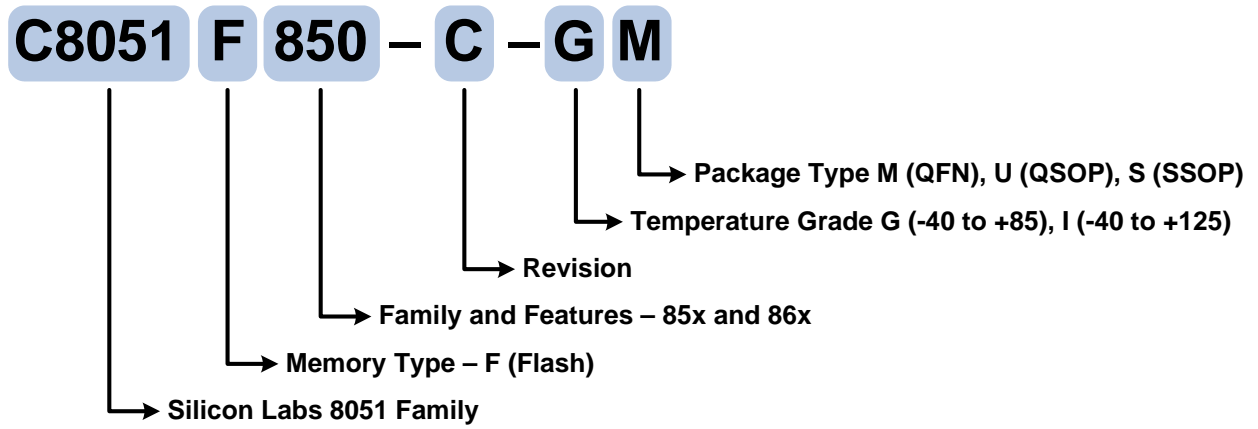 C8051 F 850 – C – G M
Package Type M (QFN), U (QSOP), S (SSOP)
Temperature Grade G (-40 to +85), I (-40 to +125)
Revision
Family and Features – 85x and 86x
Memory Type – F (Flash)
Silicon Labs 8051 Family